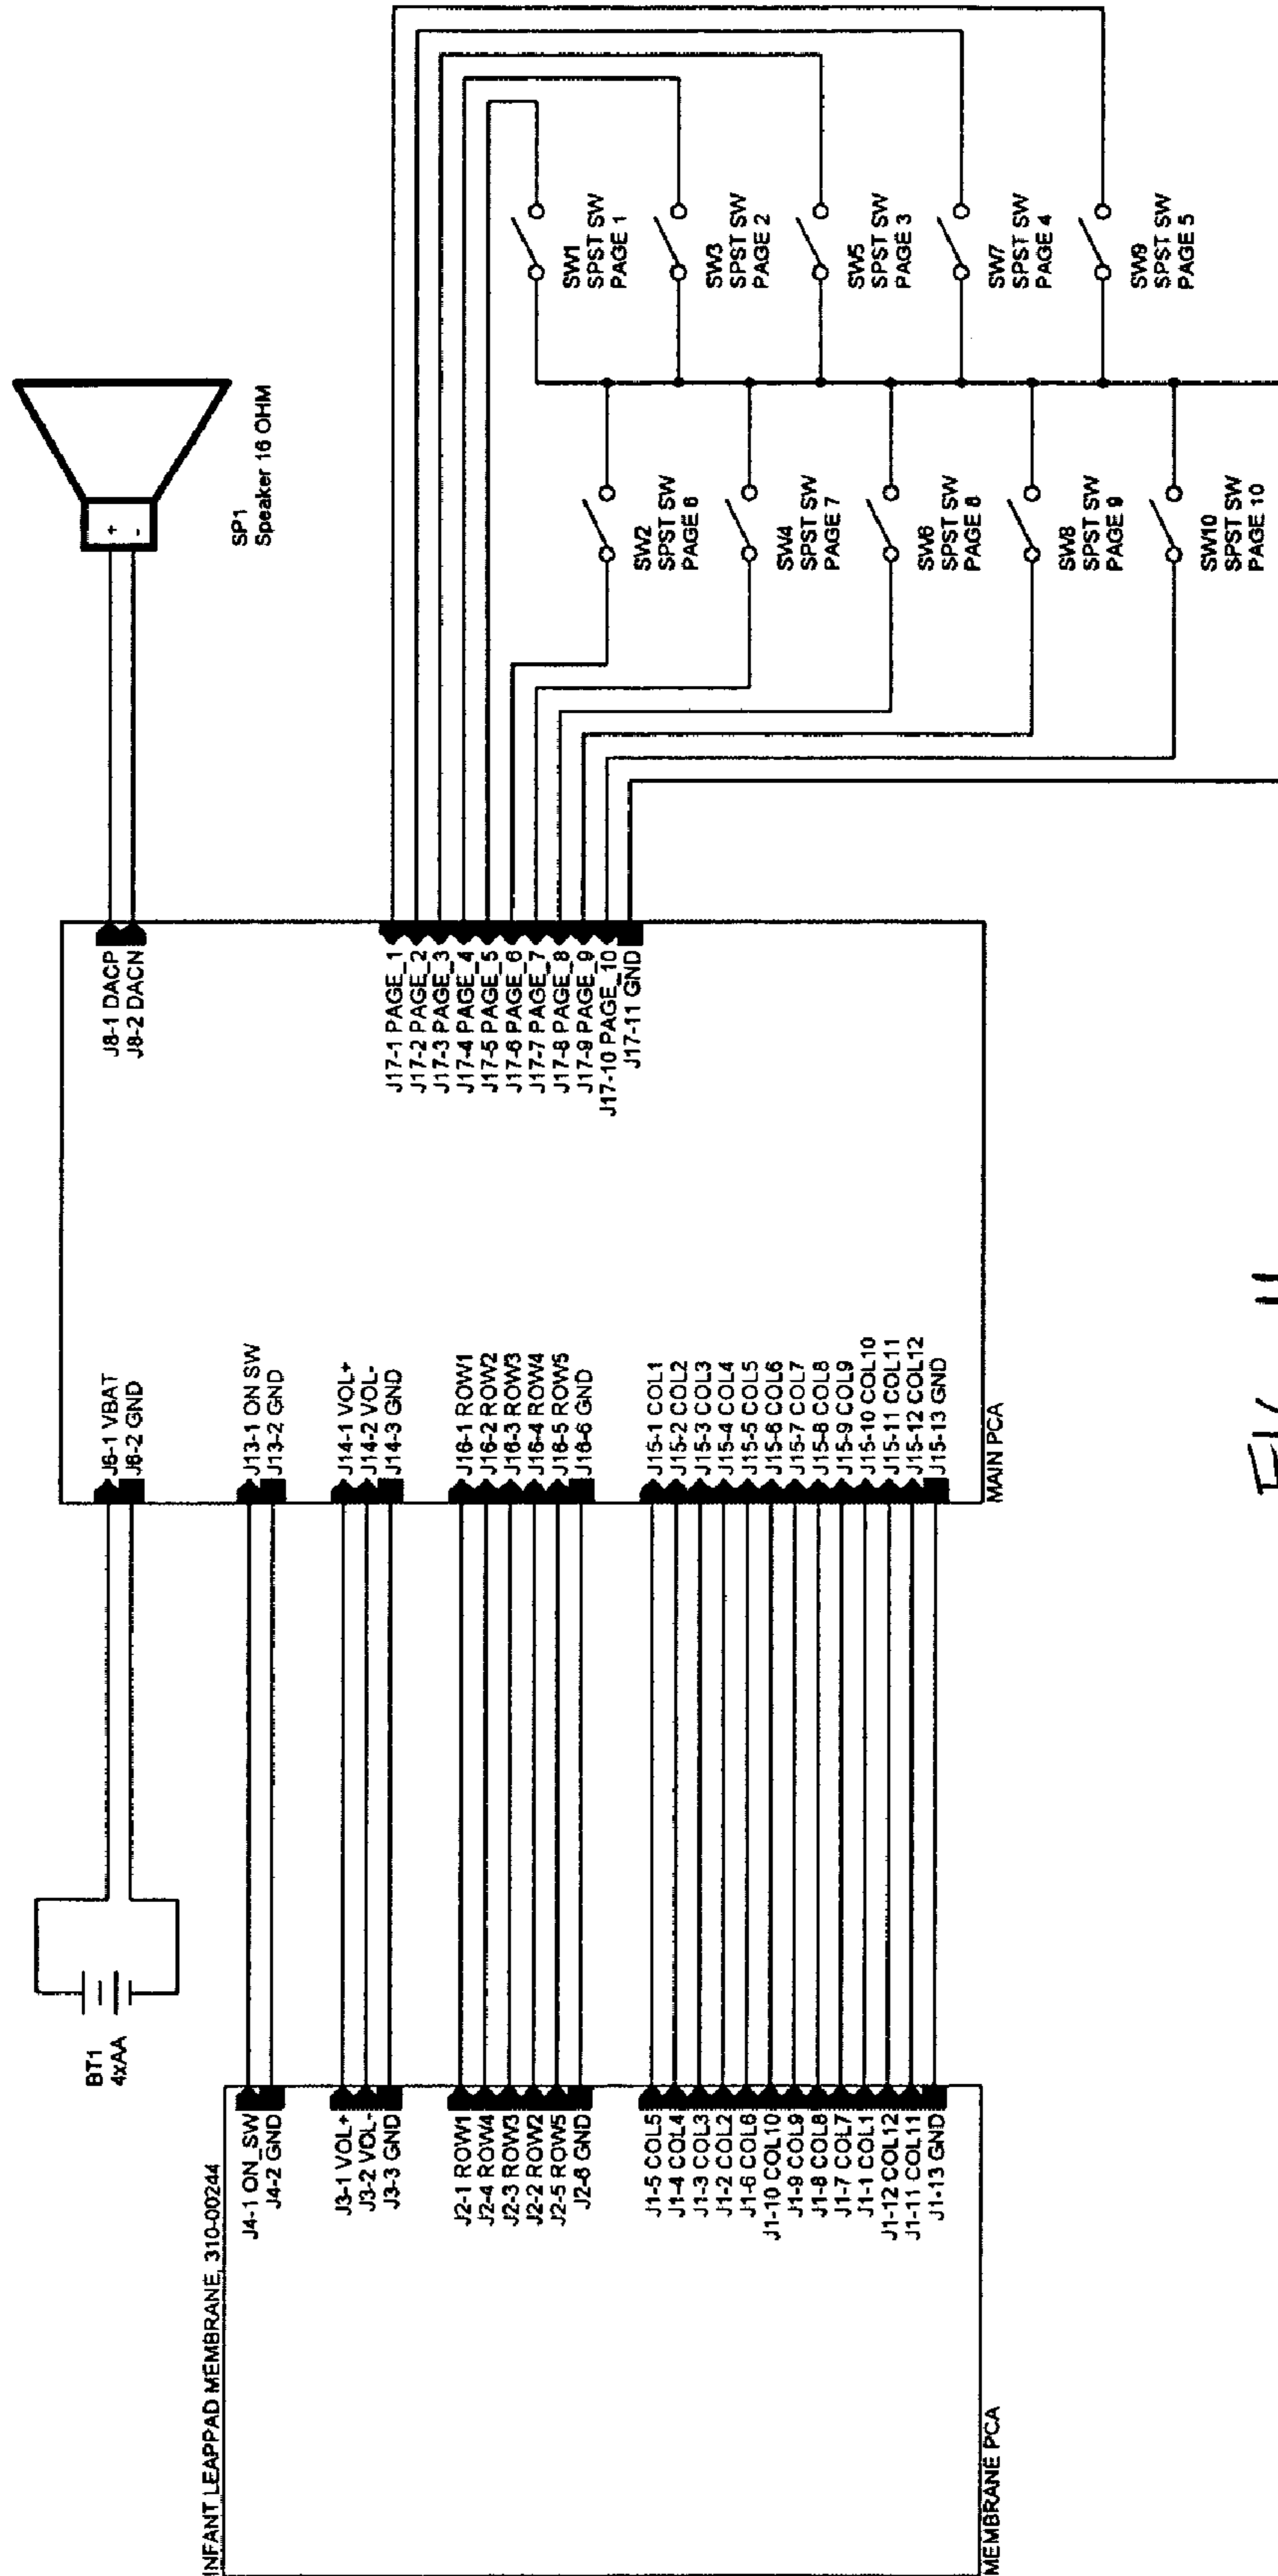 INFANT LEAPPAD MEMBRANE, 310-00244
J4-1 ON_SW
J4-2 GND
J3-1 VOL+
J3-2 VOL-
J3-3 GND
J2-1 ROW1
J2-4 ROW4
J2-3 ROW3
J2-2 ROW2
J2-5 ROW5
J2-6 GND
J1-5 COL5
J1-4 COL4
J1-3 COL3
J1-2 COL2
J1-6 COL6
J1-10 COL10
J1-9 COL9
J1-8 COL8
J1-7 COL7
J1-1 COL1
J1-12 COL12
J1-11 COL11
J1-13 GND
MEMBRANE PCA
BT1
4xAA
J6-1 VBAT
J6-2 GND
J13-1 ON SW
J13-2 GND
J14-1 VOL+
J14-2 VOL-
J14-3 GND
J16-1 ROW1
J16-2 ROW2
J16-3 ROW3
J16-4 ROW4
J16-5 ROW5
J16-6 GND
J15-1 COL1
J15-2 COL2
J15-3 COL3
J15-4 COL4
J15-5 COL5
J15-6 COL6
J15-7 COL7
J15-8 COL8
J15-9 COL9
J15-10 COL10
J15-11 COL11
J15-12 COL12
J15-13 GND
MAIN PCA
J8-1 DACP
J8-2 DACN
J17-1 PAGE_1
J17-2 PAGE_2
J17-3 PAGE_3
J17-4 PAGE_4
J17-5 PAGE_5
J17-6 PAGE_6
J17-7 PAGE_7
J17-8 PAGE_8
J17-9 PAGE_9
J17-10 PAGE_10
J17-11 GND
+
-
SP1
Speaker 16 OHM
SW2
SPST SW
PAGE 6
SW4
SPST SW
PAGE 7
SW6
SPST SW
PAGE 8
SW8
SPST SW
PAGE 9
SW10
SPST SW
PAGE 10
SW1
SPST SW
PAGE 1
SW3
SPST SW
PAGE 2
SW5
SPST SW
PAGE 3
SW7
SPST SW
PAGE 4
SW9
SPST SW
PAGE 5